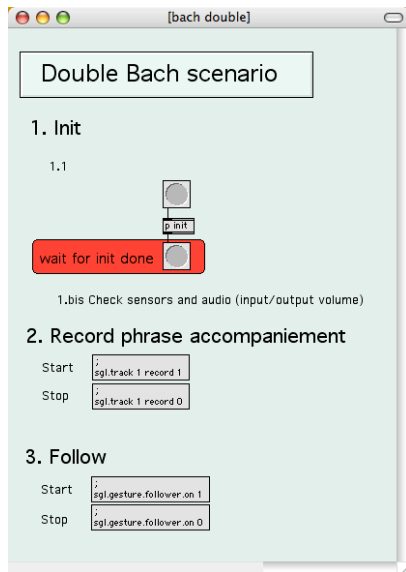 [bach double]
Double Bach scenario
1. Init
1.1
p init
wait for init done
1.bis Check sensors and audio (input/output volume)
2. Record phrase accompaniement
Start
;
sgl.track 1 record 1
Stop
;
sgl.track 1 record 0
3. Follow
Start
;
sgl.gesture.follower.on 1
Stop
;
sgl.gesture.follower.on 0